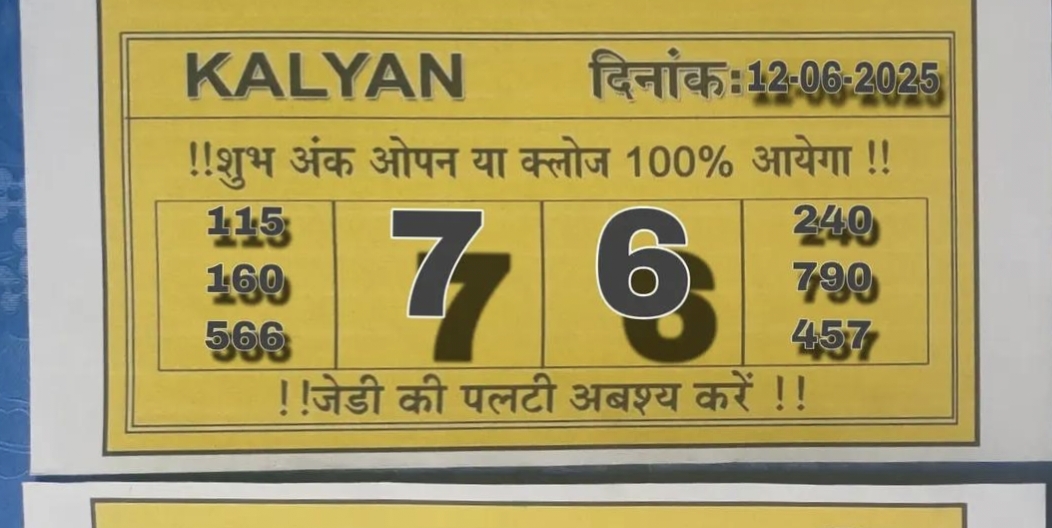 KALYAN दिनांक:12-06-2025
!!शुभ अंक ओपन या क्लोज 100% आयेगा !!
115 7 6 240
160 790
566 457
!!जेडी की पलटी अबश्य करें !!